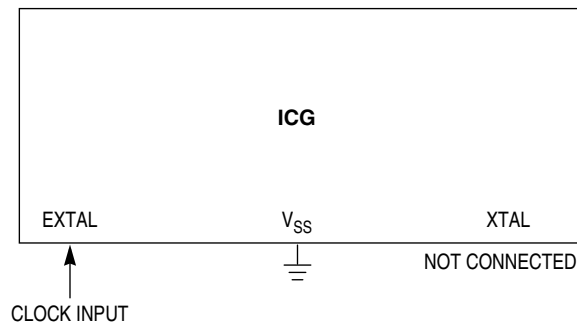 ICG
EXTAL
VSS
XTAL
NOT CONNECTED
CLOCK INPUT